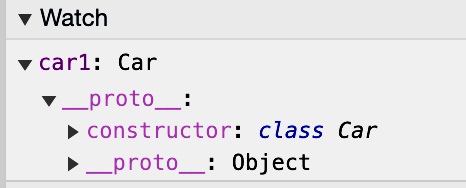 Watch
car1: Car
__proto__:
constructor: class Car
__proto__: Object